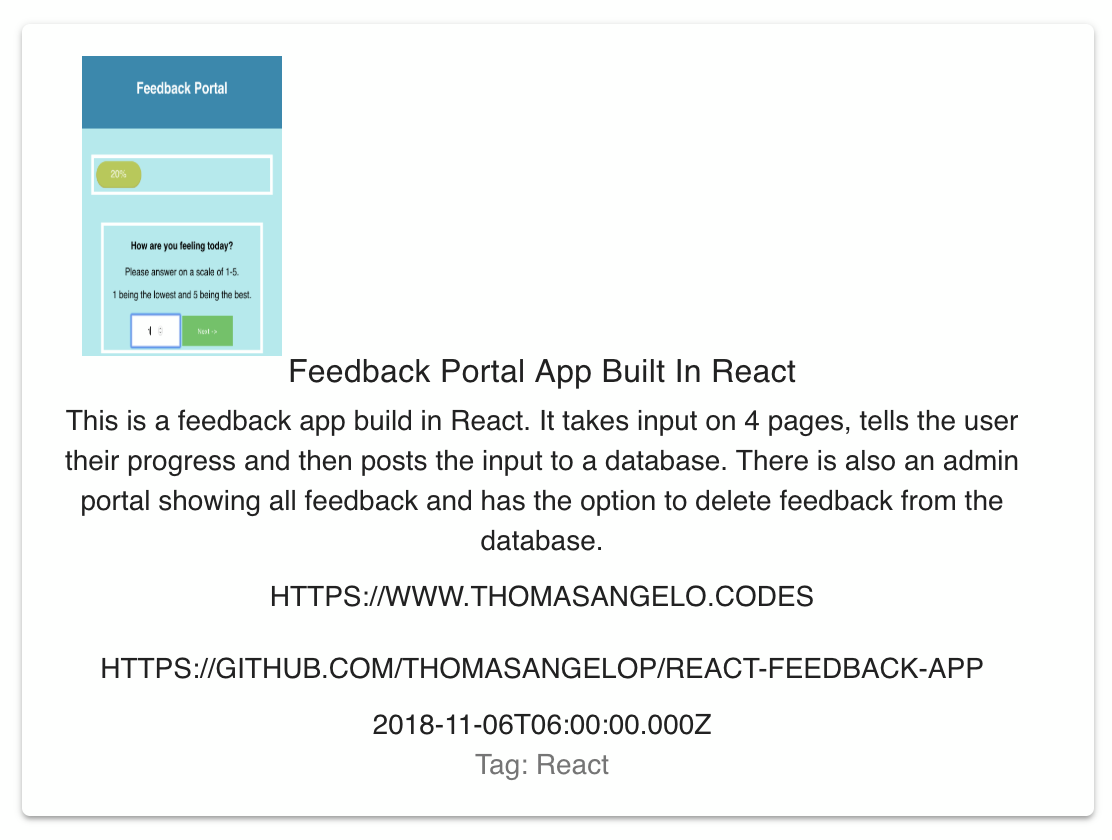 Feedback Portal
20%
How are you feeling today?
Please answer on a scale of 1-5.
1 being the lowest and 5 being the best.
1
Next ->
Feedback Portal App Built In React
This is a feedback app build in React. It takes input on 4 pages, tells the user
their progress and then posts the input to a database. There is also an admin
portal showing all feedback and has the option to delete feedback from the
database.
HTTPS://WWW.THOMASANGELO.CODES
HTTPS://GITHUB.COM/THOMASANGELOP/REACT-FEEDBACK-APP
2018-11-06T06:00:00.000Z
Tag: React